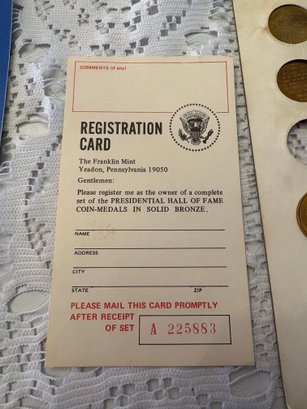 COMMENTS (if any)
REGISTRATION
CARD
The Franklin Mint
Yeadon, Pennsylvania 19050
Gentlemen:
Please register me as the owner of a complete
set of the PRESIDENTIAL HALL OF FAME
COIN-MEDALS IN SOLID BRONZE.
NAME
ADDRESS
CITY
STATE ZIP
PLEASE MAIL THIS CARD PROMPTLY
AFTER RECEIPT
OF SET
A 225883